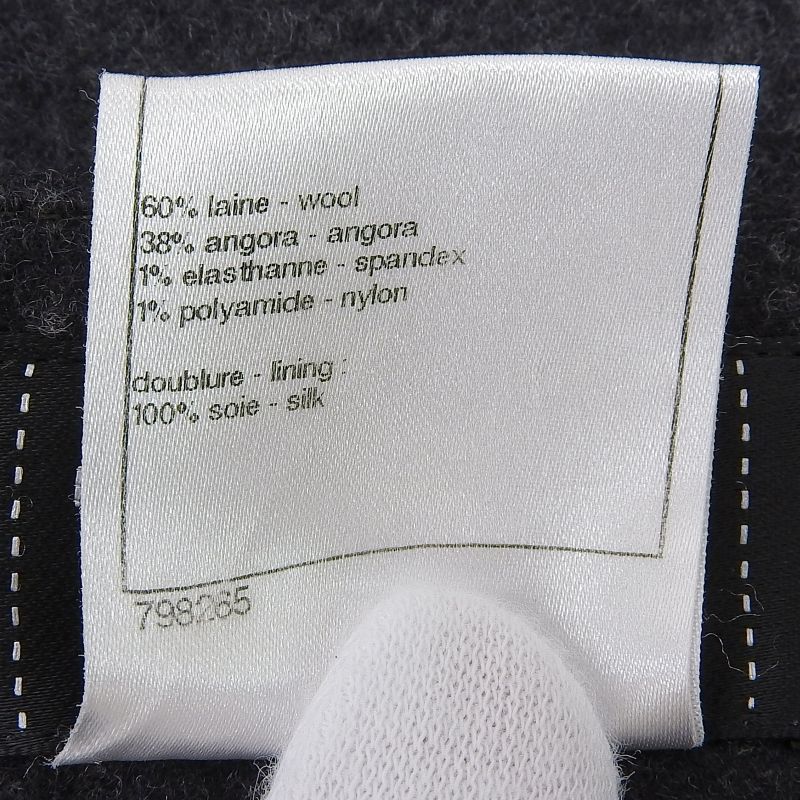 60% laine - wool
38% angora - angora
1% elasthanne - spandex
1% polyamide - nylon
doublure - lining :
100% soie - silk
798265